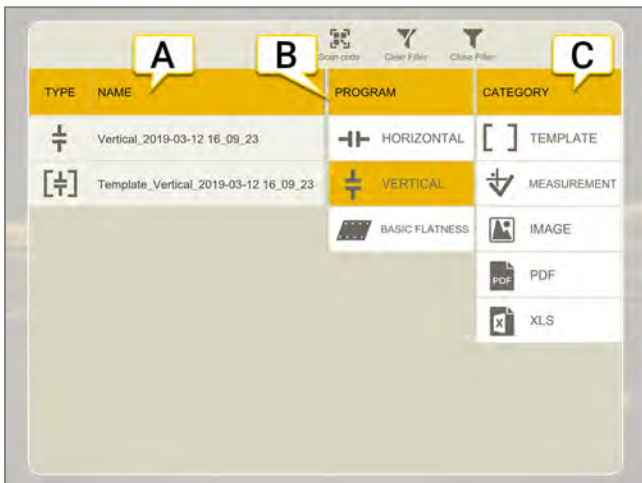 A
B
C
Scan code
Clear Filter
Close Filter
TYPE NAME PROGRAM CATEGORY
Vertical_2019-03-12 16_09_23 HORIZONTAL TEMPLATE
Template_Vertical_2019-03-12 16_09_23 VERTICAL MEASUREMENT
BASIC FLATNESS IMAGE
PDF PDF
X XLS